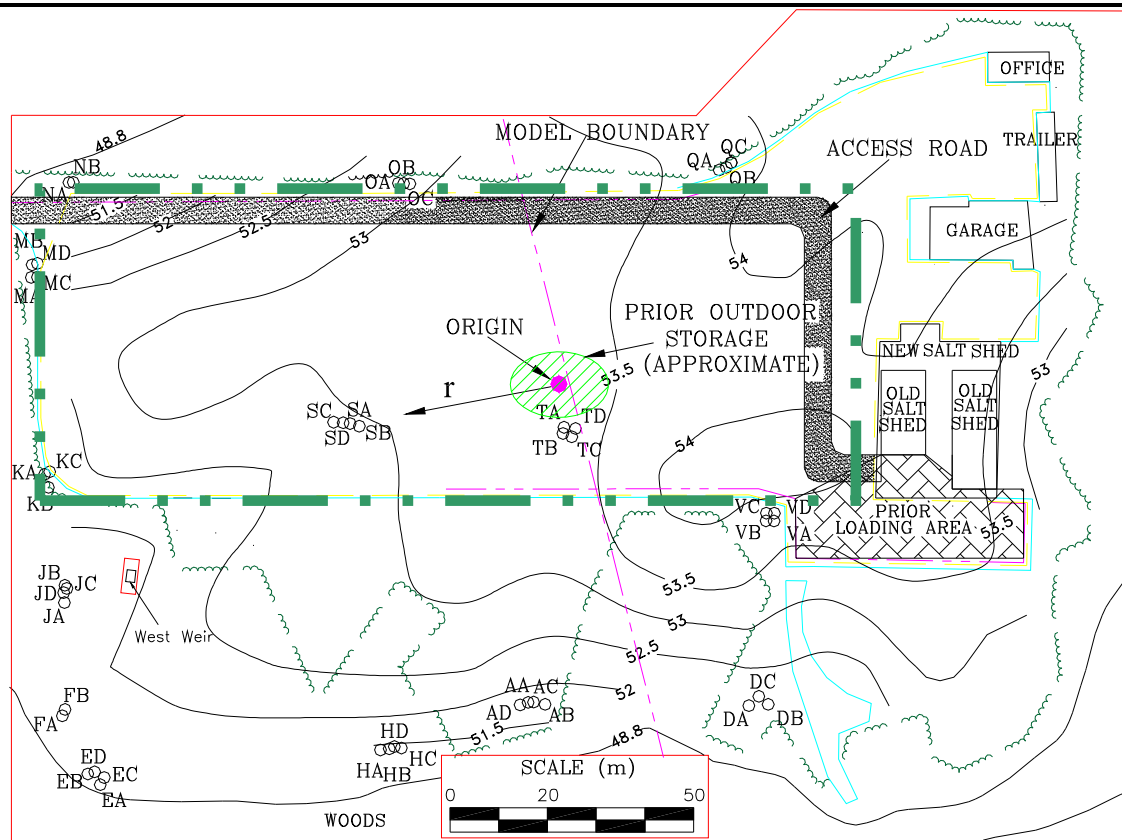 OFFICE
48.8
MODEL BOUNDARY
TRAILER
QC
QA
ACCESS ROAD
NB
OB
QB
NA
OA
OC
51.5
52
52.5
GARAGE
53
MB
MD
54
MA
MC
PRIOR OUTDOOR
STORAGE
(APPROXIMATE)
ORIGIN
NEW SALT SHED
53
53.5
r
OLD
SALT
SHED
OLD
SALT
SHED
SC
SA
TA
TD
SD
SB
TB
TC
54
KA
KC
KB
VC
VD
PRIOR
LOADING AREA
53.5
VB
VA
JB
JC
JD
JA
53.5
West Weir
53
52.5
FB
FA
AA
AC
52
DC
AD
AB
DA
DB
HD
51.5
48.8
ED
EC
EB
EA
HA
HB
HC
SCALE (m)
0
20
50
WOODS